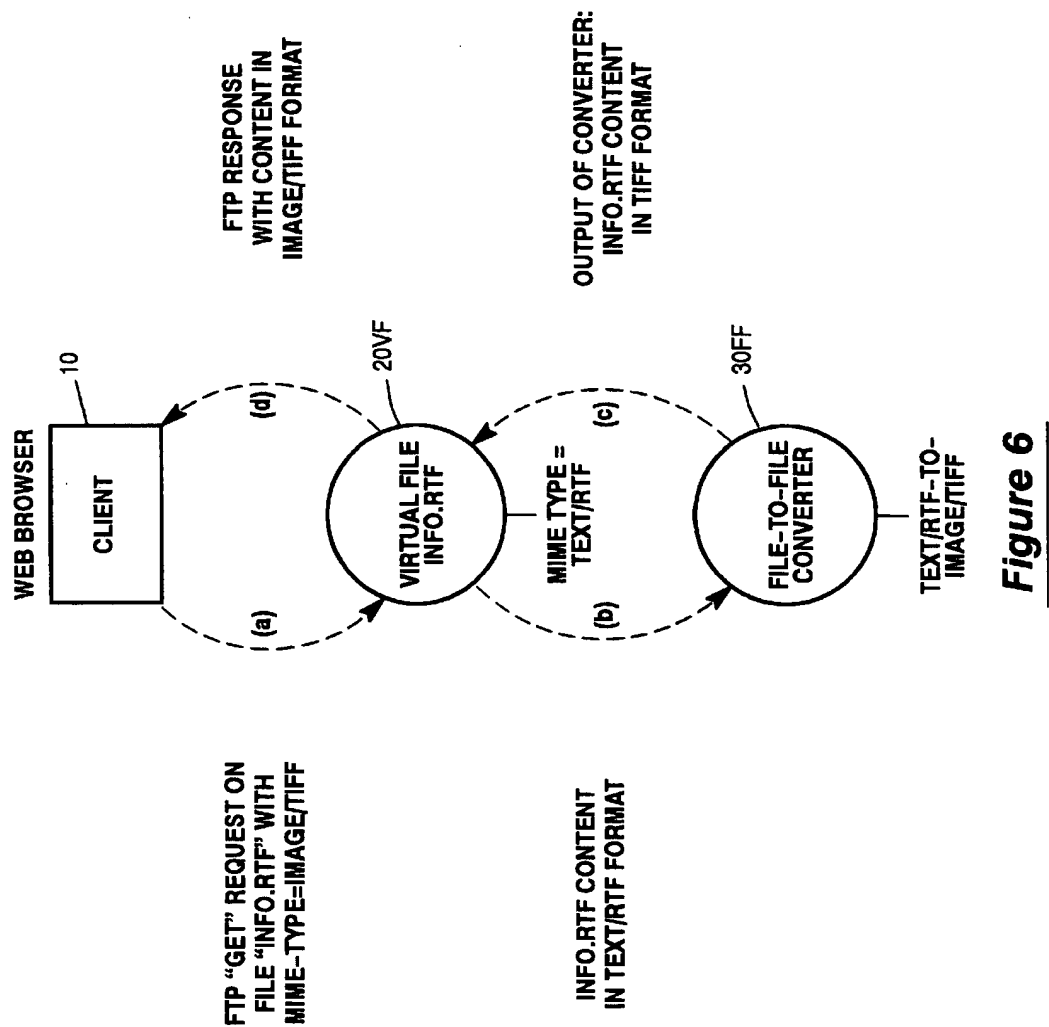 WEB BROWSER
CLIENT
10
FTP "GET" REQUEST ON
FILE "INFO.RTF" WITH
MIME-TYPE=IMAGE/TIFF
(a)
(d)
FTP RESPONSE
WITH CONTENT IN
IMAGE/TIFF FORMAT
VIRTUAL FILE
INFO.RTF
20VF
MIME TYPE =
TEXT/RTF
INFO.RTF CONTENT
IN TEXT/RTF FORMAT
(b)
(c)
OUTPUT OF CONVERTER:
INFO.RTF CONTENT
IN TIFF FORMAT
FILE-TO-FILE
CONVERTER
30FF
TEXT/RTF-TO-
IMAGE/TIFF
Figure 6